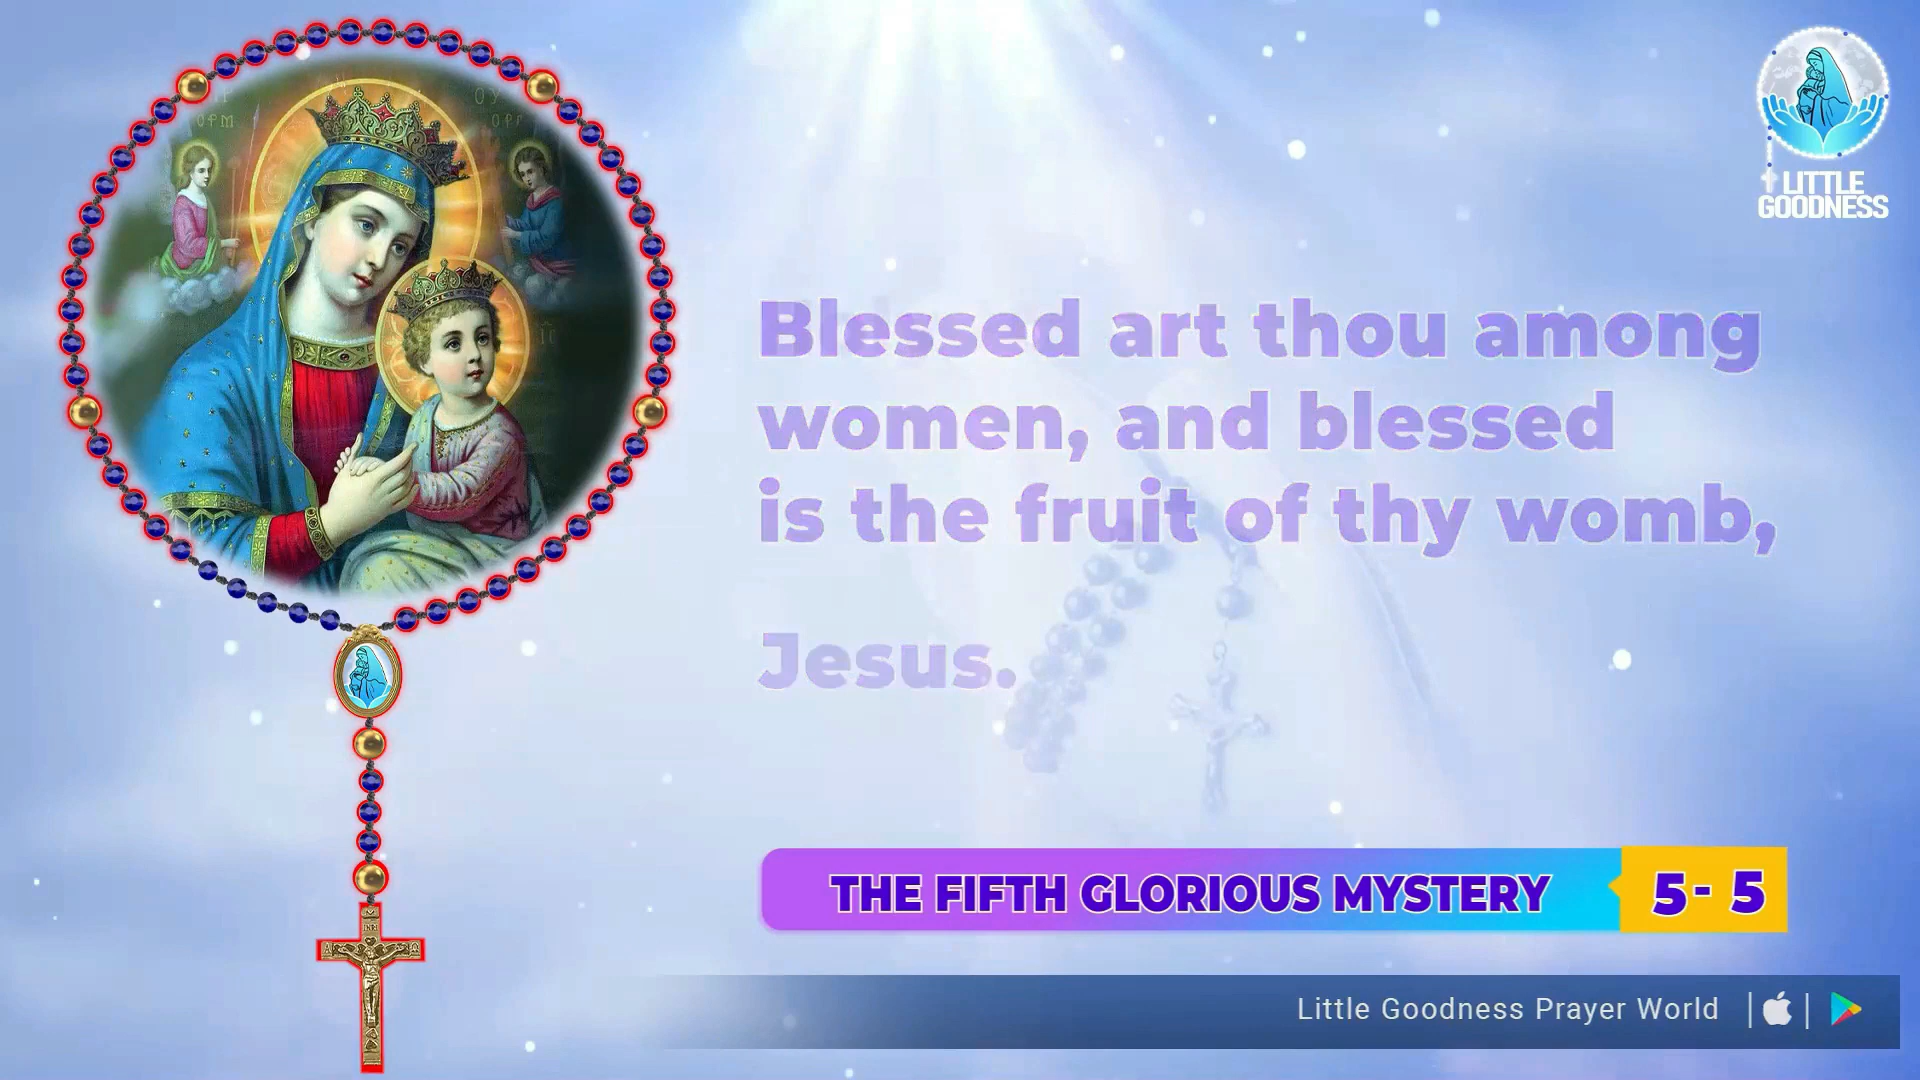 LITTLE
GOODNESS
Blessed art thou among
women, and blessed
is the fruit of thy womb,
Jesus.
THE FIFTH GLORIOUS MYSTERY
5 - 5
INRI
Little Goodness Prayer World